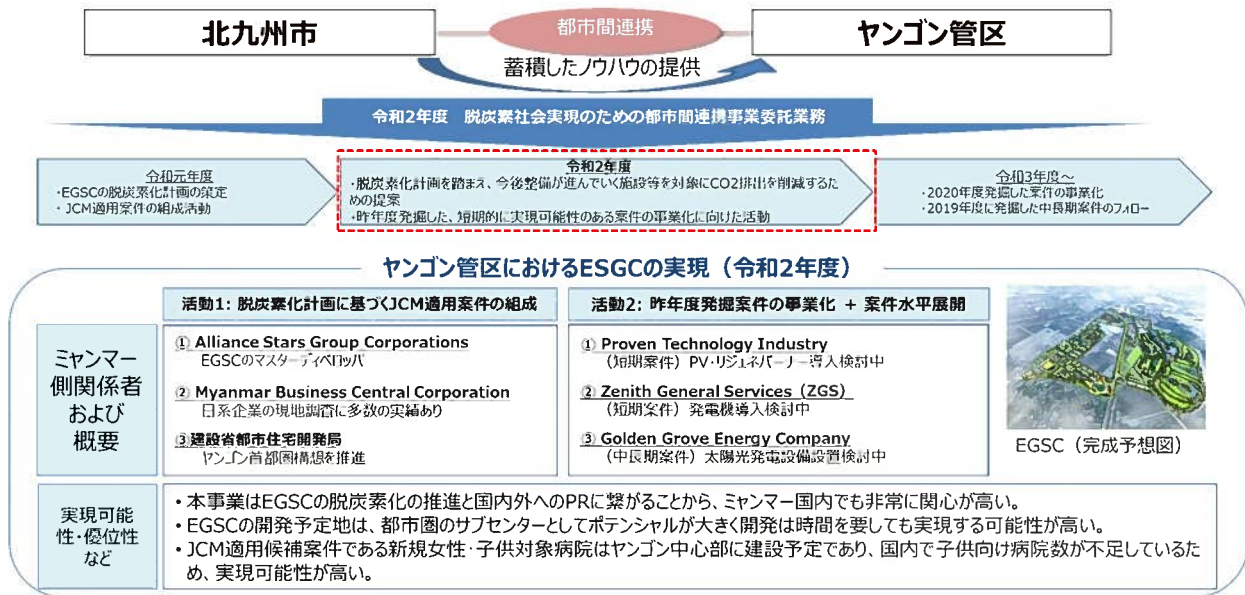 北九州市
都市間連携
ヤンゴン管区
蓄積したノウハウの提供
令和2年度 脱炭素社会実現のための都市間連携事業委託業務
令和元年度
・EGSCの脱炭素化計画の策定
・JCM適用案件の組成活動
令和2年度
・脱炭素化計画を踏まえ、今後整備が進んでいく施設等を対象にCO2排出を削減するた
めの提案
・昨年度発掘した、短期的に実現可能性のある案件の事業化に向けた活動
令和3年度～
・2020年度発掘した案件の事業化
・2019年度に発掘した中長期案件のフォロー
ヤンゴン管区におけるESGCの実現（令和2年度）
活動1: 脱炭素化計画に基づくJCM適用案件の組成
活動2: 昨年度発掘案件の事業化 + 案件水平展開
ミャンマー
側関係者
および
概要
① Alliance Stars Group Corporations
EGSCのマスターディベロッパ
② Myanmar Business Central Corporation
日系企業の現地調査に多数の実績あり
③建設省都市住宅開発局
ヤンゴン首都圏構想を推進
① Proven Technology Industry
（短期案件）PV・リジェネバーナー導入検討中
② Zenith General Services（ZGS）
（短期案件）発電機導入検討中
③ Golden Grove Energy Company
（中長期案件）太陽光発電設備設置検討中
EGSC（完成予想図）
実現可能
性・優位性
など
・本事業はEGSCの脱炭素化の推進と国内外へのPRに繋がることから、ミャンマー国内でも非常に関心が高い。
・EGSCの開発予定地は、都市圏のサブセンターとしてポテンシャルが大きく開発は時間を要しても実現する可能性が高い。
・JCM適用候補案件である新規女性・子供対象病院はヤンゴン中心部に建設予定であり、国内で子供向け病院数が不足しているた
め、実現可能性が高い。